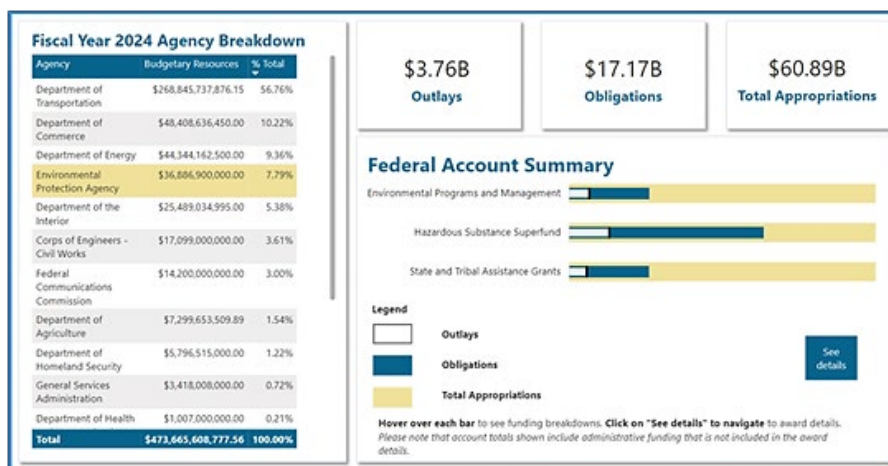 Fiscal Year 2024 Agency Breakdown
Agency Budgetary Resources % Total
Department of $268,845,737,876.15 56.76%
Transportation
Department of $48,408,636,450.00 10.22%
Commerce
Department of Energy $44,344,162,500.00 9.36%
Environmental $36,886,900,000.00 7.79%
Protection Agency
Department of the $25,489,034,995.00 5.38%
Interior
Corps of Engineers - $17,099,000,000.00 3.61%
Civil Works
Federal $14,200,000,000.00 3.00%
Communications
Commission
Department of $7,299,653,509.89 1.54%
Agriculture
Department of $5,796,515,000.00 1.22%
Homeland Security
General Services $3,418,008,000.00 0.72%
Administration
Department of Health $1,007,000,000.00 0.21%
Total $473,665,608,777.56 100.00%
$3.76B
Outlays
$17.17B
Obligations
$60.89B
Total Appropriations
Federal Account Summary
Environmental Programs and Management
Hazardous Substance Superfund
State and Tribal Assistance Grants
Legend
Outlays
Obligations
Total Appropriations
See
details
Hover over each bar to see funding breakdowns. Click on "See details" to navigate to award details.
Please note that account totals shown include administrative funding that is not included in the award
details.